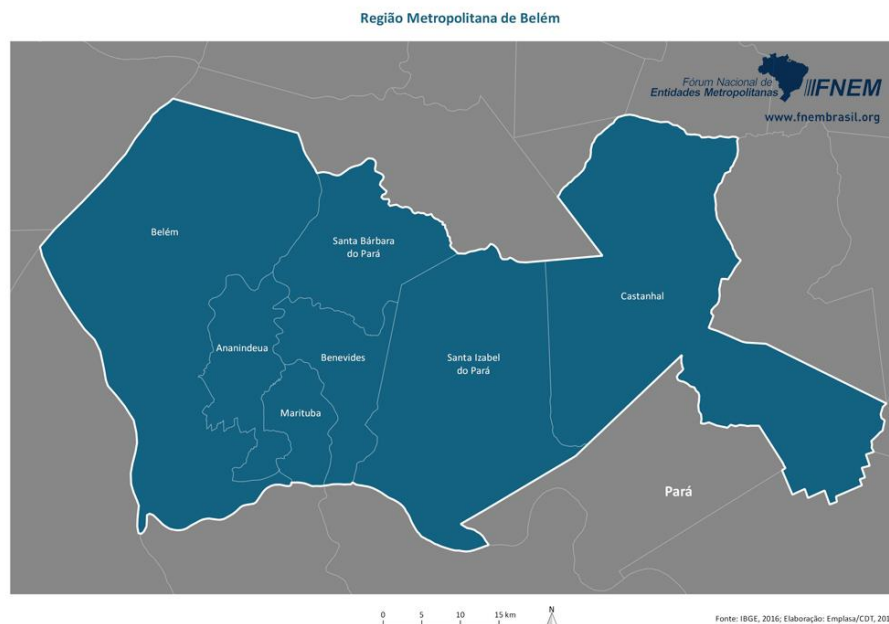 Região Metropolitana de Belém
Fórum Nacional de
Entidades Metropolitanas
FNEM
www.fnembrasil.org
Belém
Santa Bárbara
do Pará
Castanhal
Ananindeua
Benevides
Santa Izabel
do Pará
Marituba
Pará
0 5 10 15 km
N
Fonte: IBGE, 2016; Elaboração: Emplasa/CDT, 201